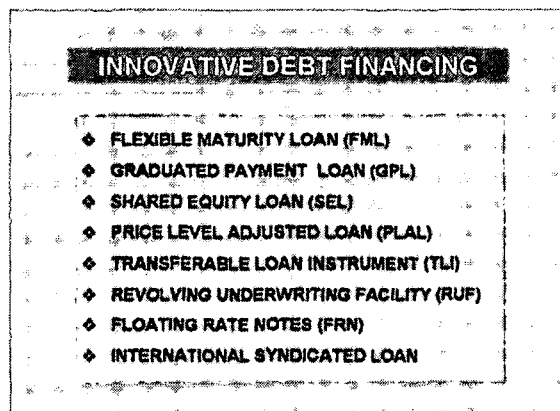 INNOVATIVE DEBT FINANCING
❖ FLEXIBLE MATURITY LOAN (FML)
❖ GRADUATED PAYMENT LOAN (GPL)
❖ SHARED EQUITY LOAN (SEL)
❖ PRICE LEVEL ADJUSTED LOAN (PLAL)
❖ TRANSFERABLE LOAN INSTRUMENT (TLI)
❖ REVOLVING UNDERWRITING FACILITY (RUF)
❖ FLOATING RATE NOTES (FRN)
❖ INTERNATIONAL SYNDICATED LOAN